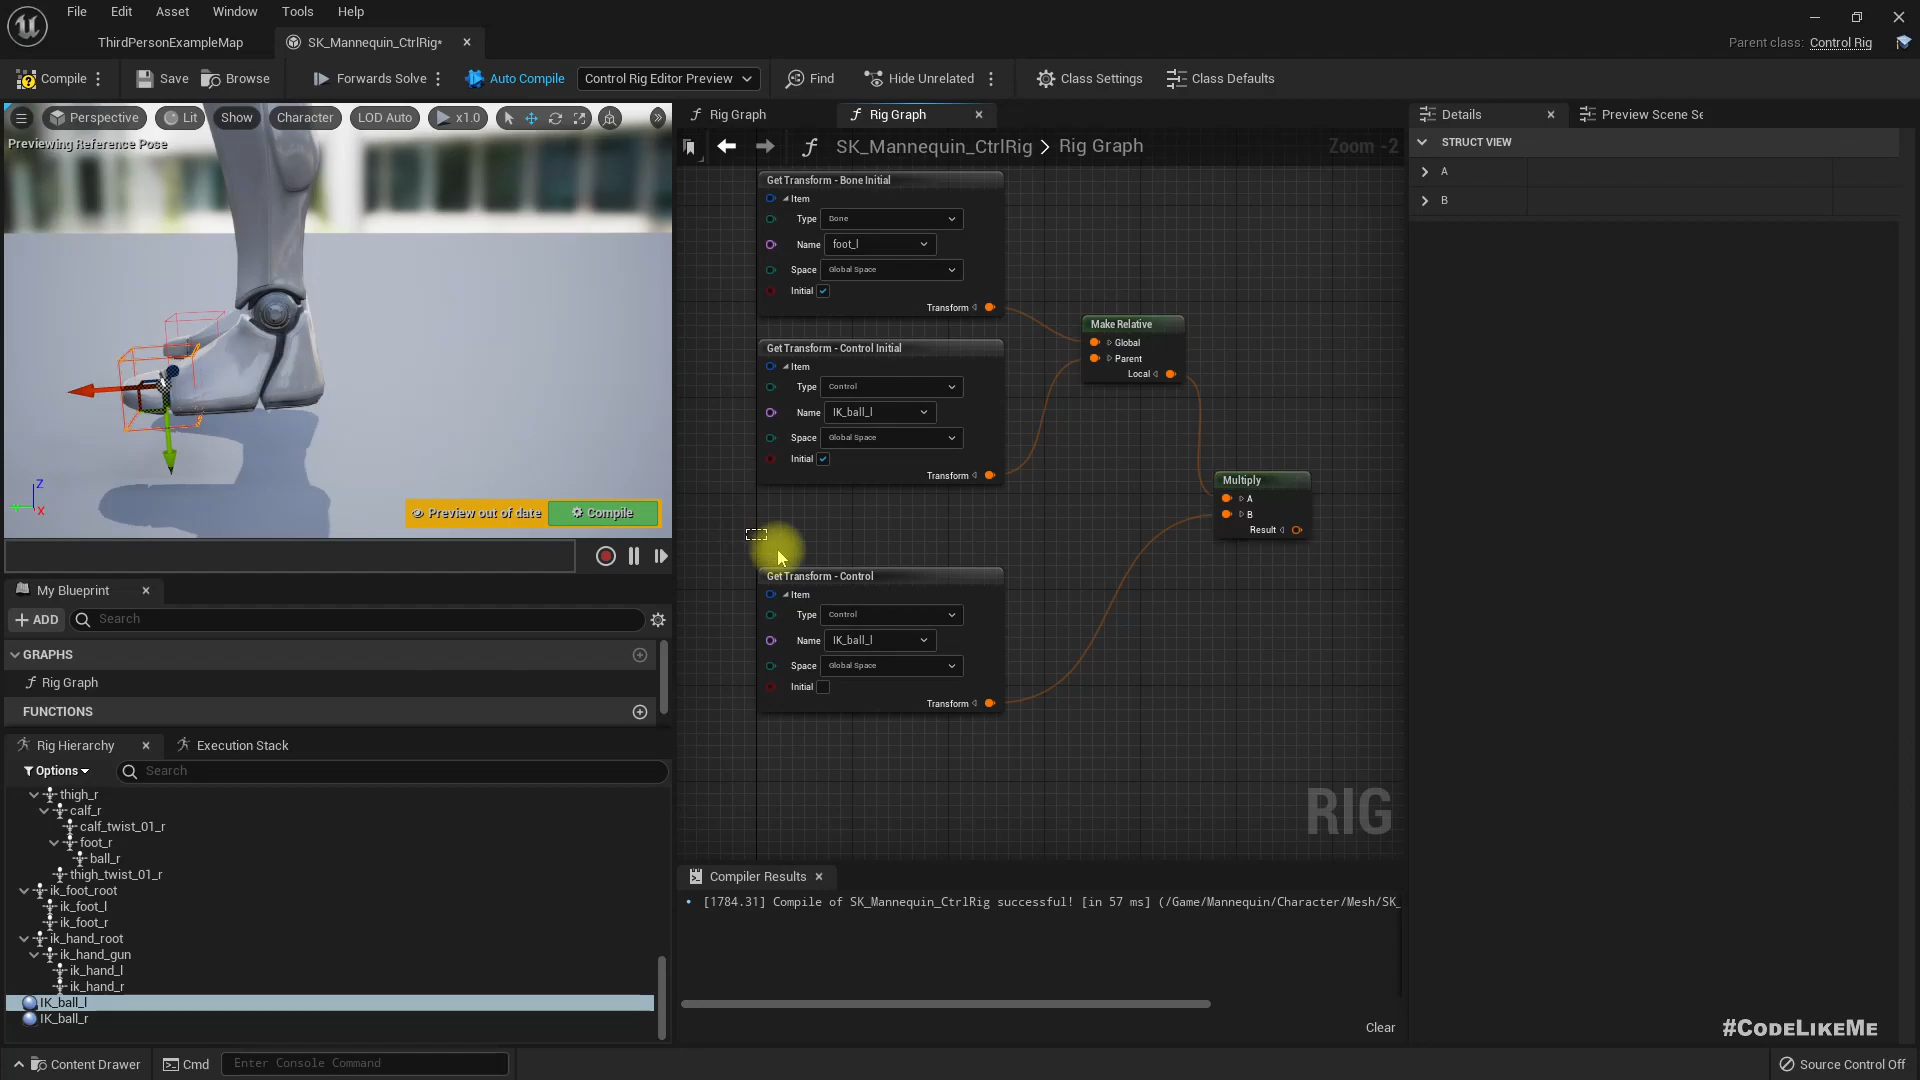 File Edit Asset Window Tools Help
ThirdPersonExampleMap
SK_Mannequin_CtrlRig*
Parent class: Control Rig
Compile
Save
Browse
Forwards Solve
Auto Compile
Control Rig Editor Preview
Find
Hide Unrelated
Class Settings
Class Defaults
Perspective
Lit
Show
Character
LOD Auto
x1.0
Previewing Reference Pose
Z
X
Preview out of date
Compile
Rig Graph
Rig Graph
SK_Mannequin_CtrlRig > Rig Graph
Zoom -2
Get Transform - Bone Initial
Item
Type Bone
Name foot_l
Space Global Space
Initial
Transform
Get Transform - Control Initial
Item
Type Control
Name IK_ball_l
Space Global Space
Initial
Transform
Get Transform - Control
Item
Type Control
Name IK_ball_l
Space Global Space
Initial
Transform
Make Relative
Global
Parent
Local
Multiply
A
B
Result
RIG
Details
Preview Scene Se
STRUCT VIEW
A
B
My Blueprint
ADD
Search
GRAPHS
Rig Graph
FUNCTIONS
Rig Hierarchy
Execution Stack
Options
Search
thigh_r
calf_r
calf_twist_01_r
foot_r
ball_r
thigh_twist_01_r
ik_foot_root
ik_foot_l
ik_foot_r
ik_hand_root
ik_hand_gun
ik_hand_l
ik_hand_r
IK_ball_l
IK_ball_r
Compiler Results
[1784.31] Compile of SK_Mannequin_CtrlRig successful! [in 57 ms] (/Game/Mannequin/Character/Mesh/SK_
Clear
#CODELIKEME
Content Drawer
Cmd
Enter Console Command
Source Control Off